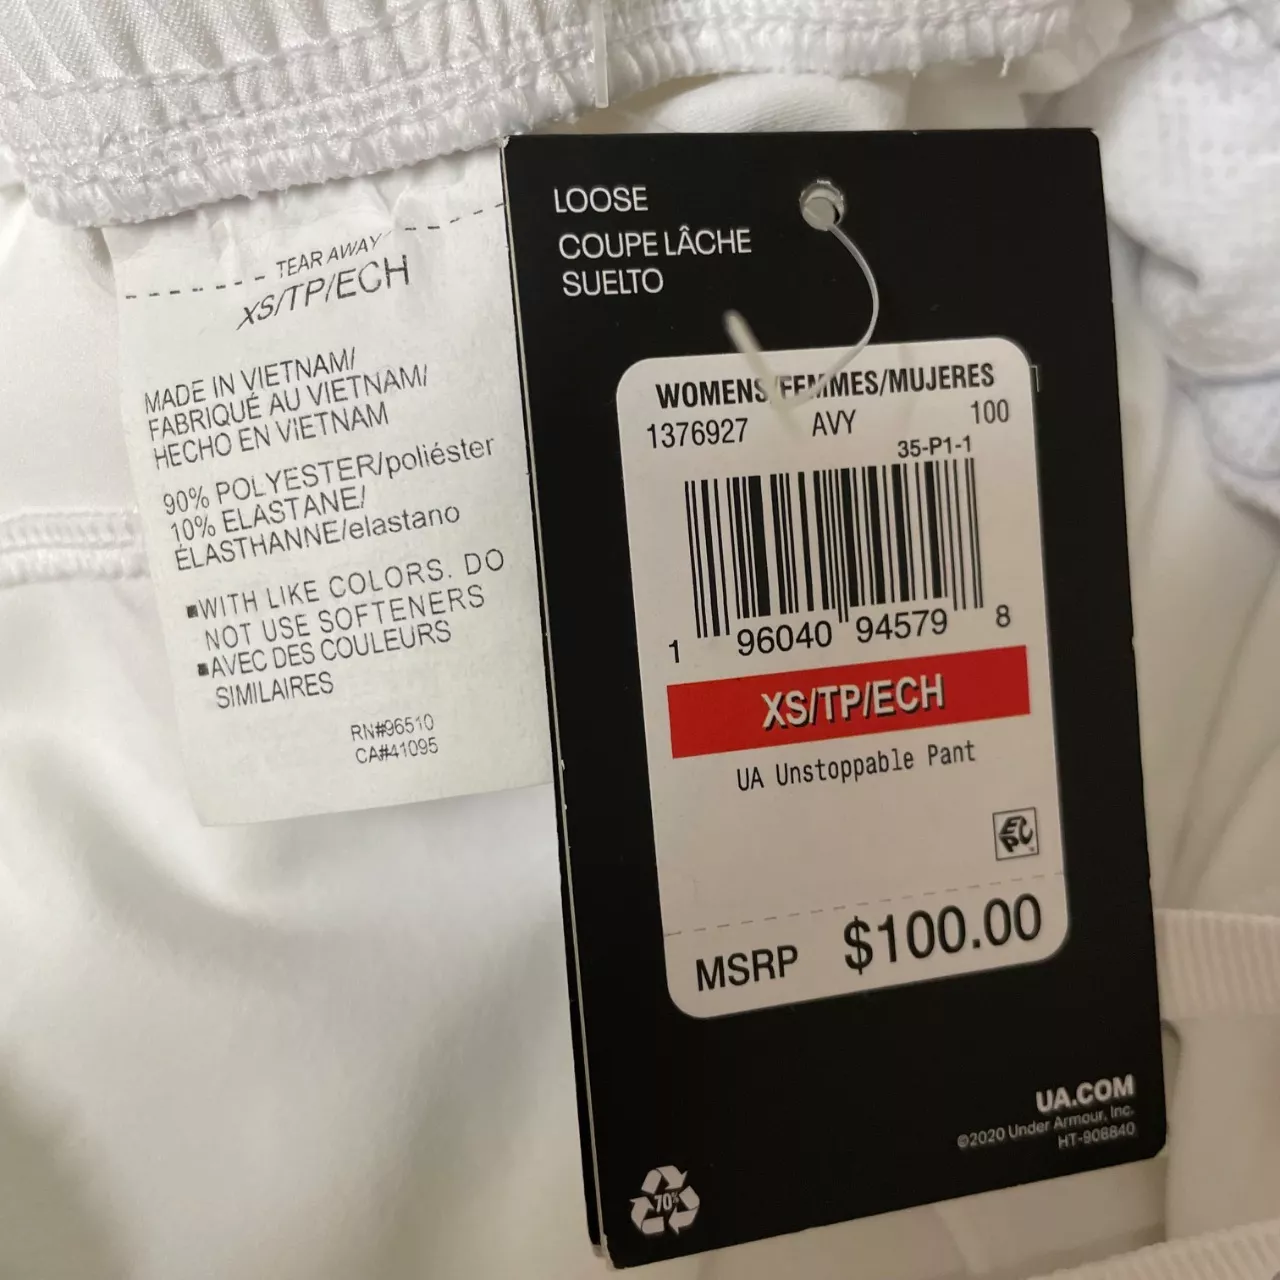 TEAR AWAY
XS/TP/ECH
MADE IN VIETNAM/
FABRIQUÉ AU VIETNAM/
HECHO EN VIETNAM
90% POLYESTER/poliéster
10% ELASTANE/
ÉLASTHANNE/elastano
WITH LIKE COLORS. DO
NOT USE SOFTENERS
AVEC DES COULEURS
SIMILAIRES
RN#96510
CA#41095
LOOSE
COUPE LÂCHE
SUELTO
WOMENS/FEMMES/MUJERES
1376927 AVY 100
35-P1-1
1 96040 94579 8
XS/TP/ECH
UA Unstoppable Pant
EPC
MSRP $100.00
UA.COM
©2020 Under Armour, Inc.
HT-908840
70%